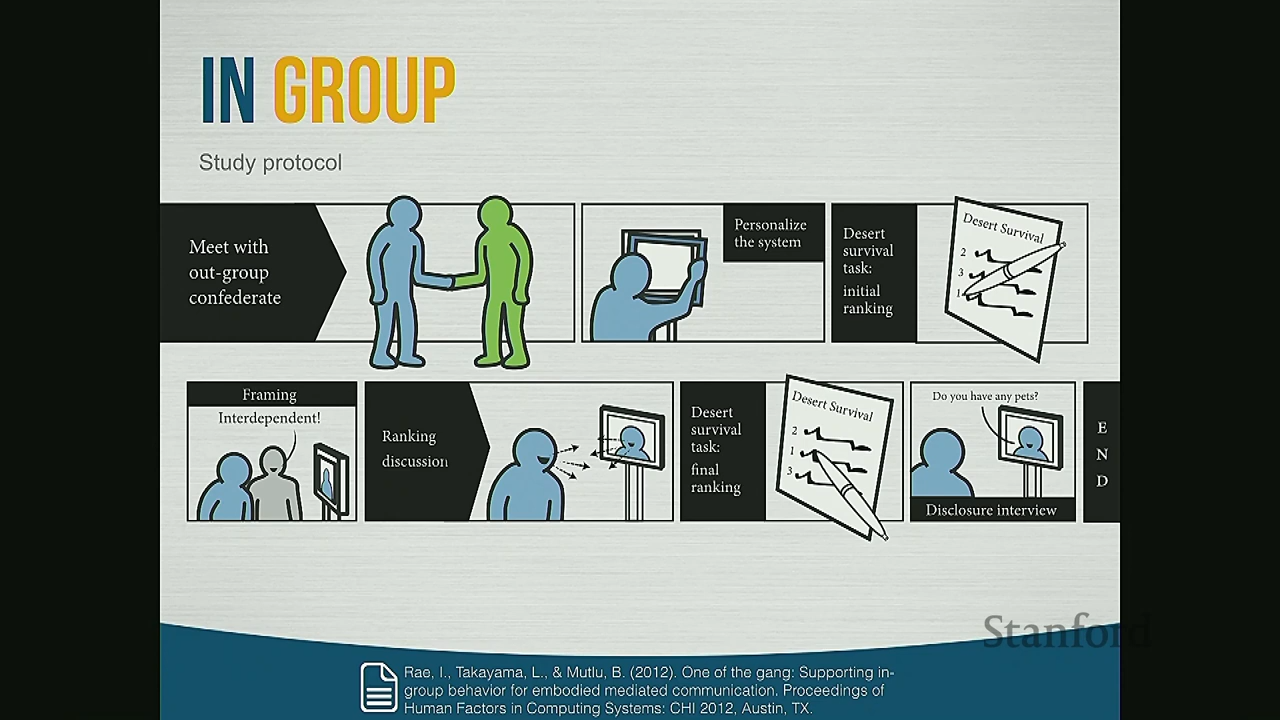 IN GROUP
Study protocol
Meet with
out-group
confederate
Personalize
the system
Desert
survival
task:
initial
ranking
Desert Survival
2
3
1
Framing
Interdependent!
Ranking
discussion
Desert
survival
task:
final
ranking
Desert Survival
2
1
3
Do you have any pets?
Disclosure interview
E
N
D
Stanford
Rae, I., Takayama, L., & Mutlu, B. (2012). One of the gang: Supporting in-
group behavior for embodied mediated communication. Proceedings of
Human Factors in Computing Systems: CHI 2012, Austin, TX.